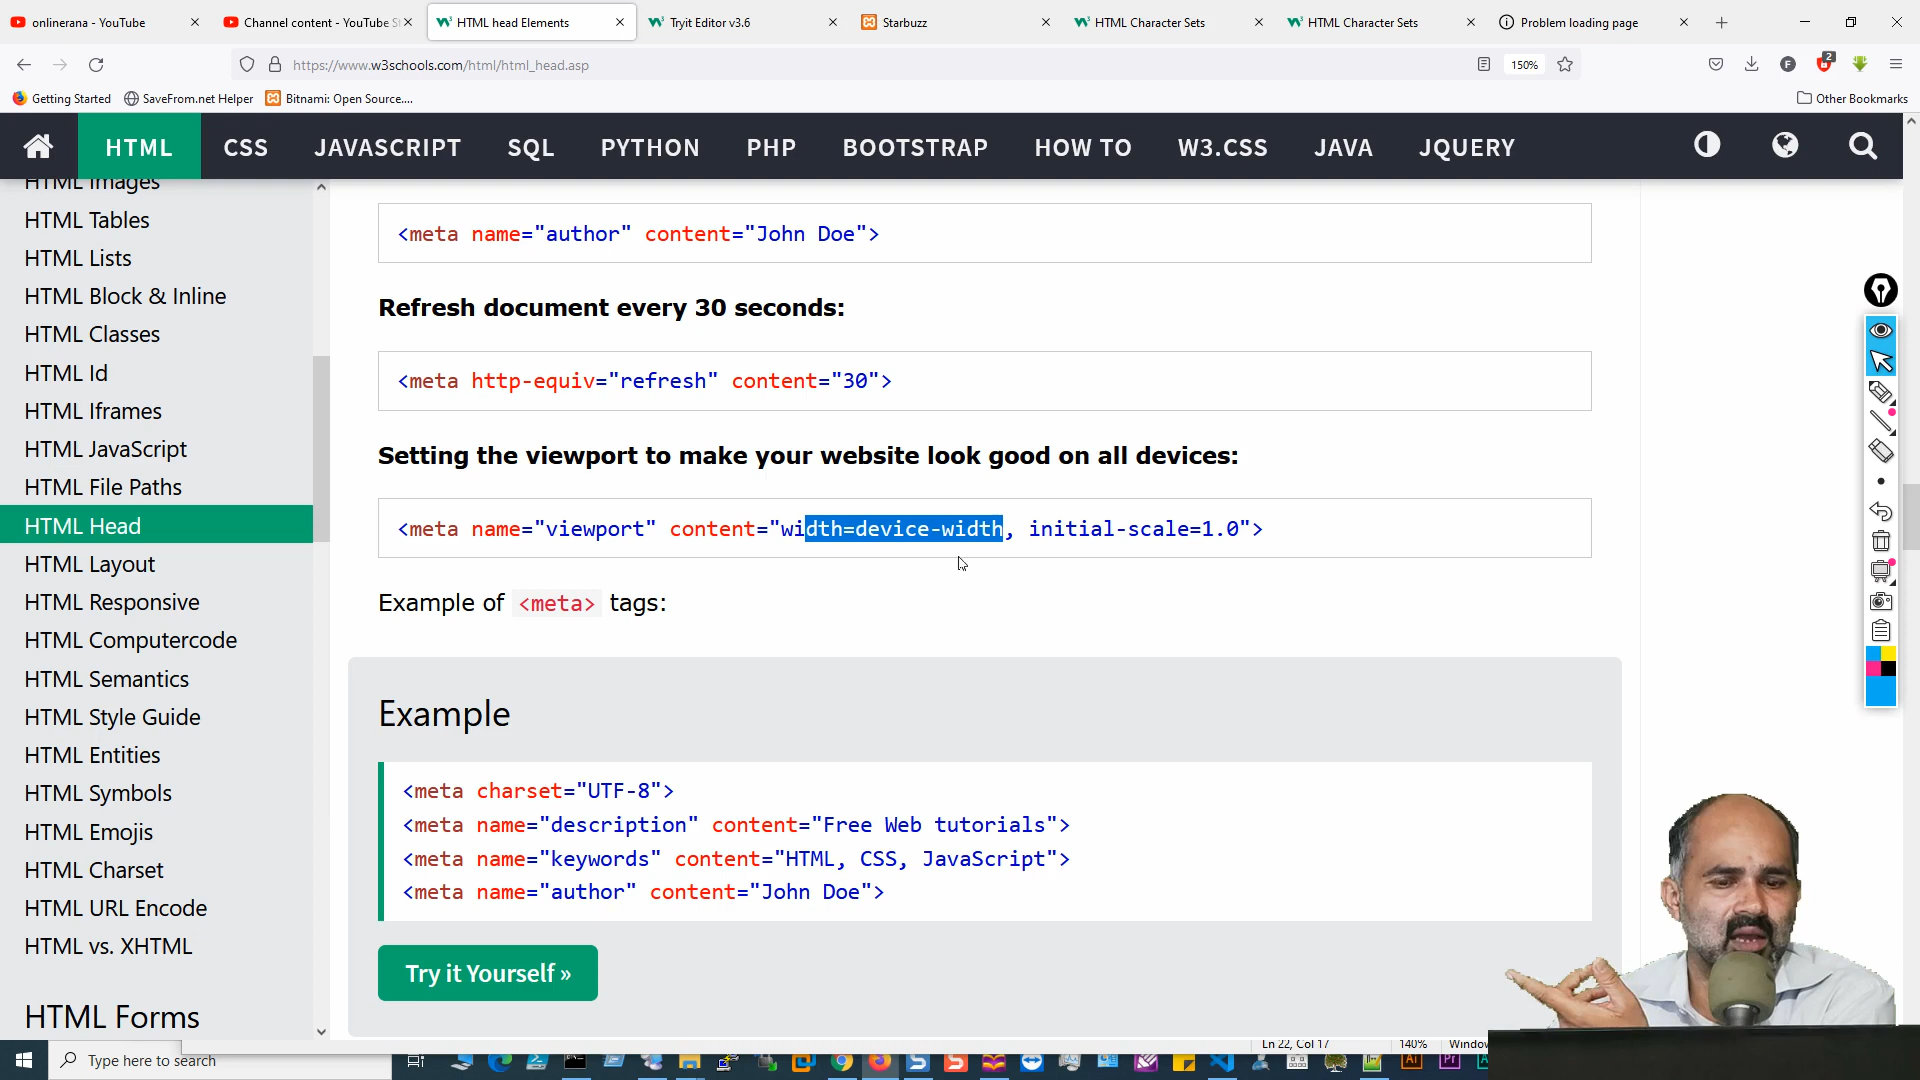 onlinerana - YouTube
Channel content - YouTube St
HTML head Elements
Tryit Editor v3.6
Starbuzz
HTML Character Sets
HTML Character Sets
Problem loading page
https://www.w3schools.com/html/html_head.asp
150%
2
Getting Started
SaveFrom.net Helper
Bitnami: Open Source....
Other Bookmarks
HTML CSS JAVASCRIPT SQL PYTHON PHP BOOTSTRAP HOW TO W3.CSS JAVA JQUERY
HTML Images
HTML Tables
HTML Lists
HTML Block & Inline
HTML Classes
HTML Id
HTML Iframes
HTML JavaScript
HTML File Paths
HTML Head
HTML Layout
HTML Responsive
HTML Computercode
HTML Semantics
HTML Style Guide
HTML Entities
HTML Symbols
HTML Emojis
HTML Charset
HTML URL Encode
HTML vs. XHTML
HTML Forms
<meta name="author" content="John Doe">
Refresh document every 30 seconds:
<meta http-equiv="refresh" content="30">
Setting the viewport to make your website look good on all devices:
<meta name="viewport" content="width=device-width, initial-scale=1.0">
Example of <meta> tags:
Example
<meta charset="UTF-8">
<meta name="description" content="Free Web tutorials">
<meta name="keywords" content="HTML, CSS, JavaScript">
<meta name="author" content="John Doe">
Try it Yourself »
Ln 22, Col 17
140%
Type here to search
Ai
Pr